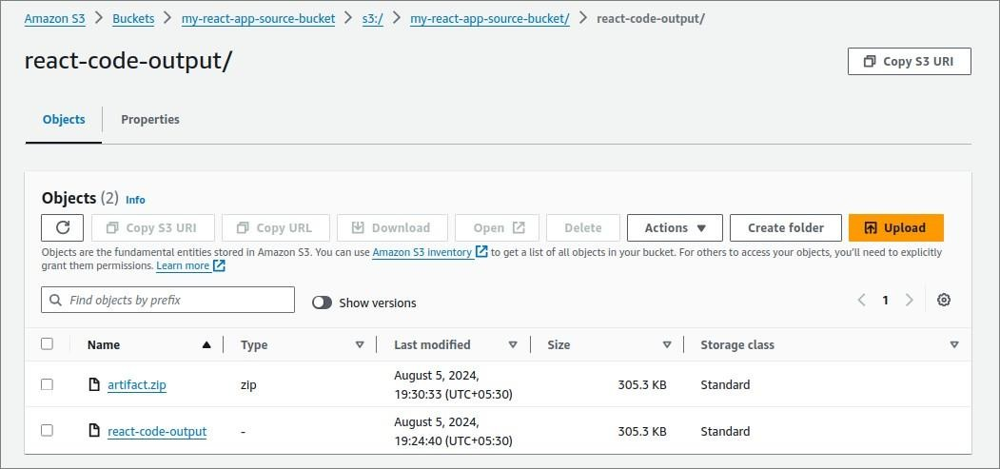 Amazon S3 > Buckets > my-react-app-source-bucket > s3:/ > my-react-app-source-bucket/ > react-code-output/
react-code-output/
Copy S3 URI
Objects Properties
Objects (2) Info
Copy S3 URI Copy URL Download Open Delete Actions Create folder Upload
Objects are the fundamental entities stored in Amazon S3. You can use Amazon S3 inventory to get a list of all objects in your bucket. For others to access your objects, you'll need to explicitly
grant them permissions. Learn more
Find objects by prefix Show versions 1
Name Type Last modified Size Storage class
artifact.zip zip August 5, 2024, 19:30:33 (UTC+05:30) 305.3 KB Standard
react-code-output - August 5, 2024, 19:24:40 (UTC+05:30) 305.3 KB Standard